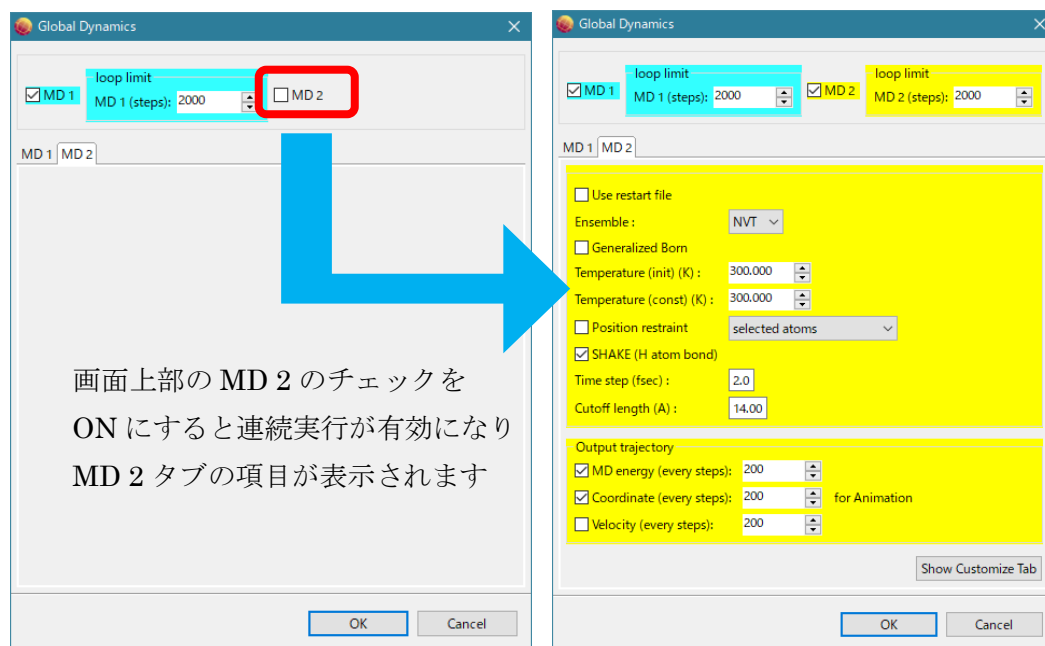 Global Dynamics
loop limit
MD 1
MD 1 (steps): 2000
MD 2
MD 1 MD 2
画面上部の MD 2 のチェックを
ON にすると連続実行が有効になり
MD 2 タブの項目が表示されます
OK Cancel
Global Dynamics
loop limit
loop limit
MD 1
MD 1 (steps): 2000
MD 2
MD 2 (steps): 2000
MD 1 MD 2
Use restart file
Ensemble : NVT
Generalized Born
Temperature (init) (K) : 300.000
Temperature (const) (K) : 300.000
Position restraint selected atoms
SHAKE (H atom bond)
Time step (fsec) : 2.0
Cutoff length (A) : 14.00
Output trajectory
MD energy (every steps): 200
Coordinate (every steps): 200 for Animation
Velocity (every steps): 200
Show Customize Tab
OK Cancel